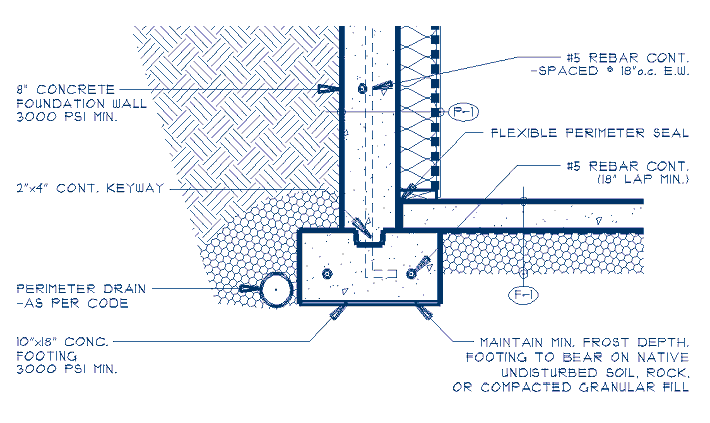 8" CONCRETE
FOUNDATION WALL
3000 PSI MIN.
2"x4" CONT. KEYWAY
PERIMETER DRAIN
-AS PER CODE
10"x18" CONC.
FOOTING
3000 PSI MIN.
#5 REBAR CONT.
-SPACED @ 18"o.c. E.W.
P-1
FLEXIBLE PERIMETER SEAL
#5 REBAR CONT.
(18" LAP MIN.)
F-1
MAINTAIN MIN. FROST DEPTH.
FOOTING TO BEAR ON NATIVE
UNDISTURBED SOIL, ROCK,
OR COMPACTED GRANULAR FILL